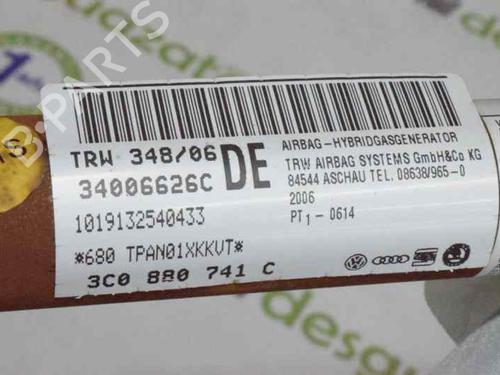 TRW 348/06 DE
34006626C
1019132540433
*680 TPAN01XKKVT*
3C0 880 741 C
AIRBAG-HYBRIDGASGENERATOR
TRW AIRBAG SYSTEMS GmbH&Co KG
84544 ASCHAU TEL. 08638/965-0
2006
PT1-0614
B-PARTS